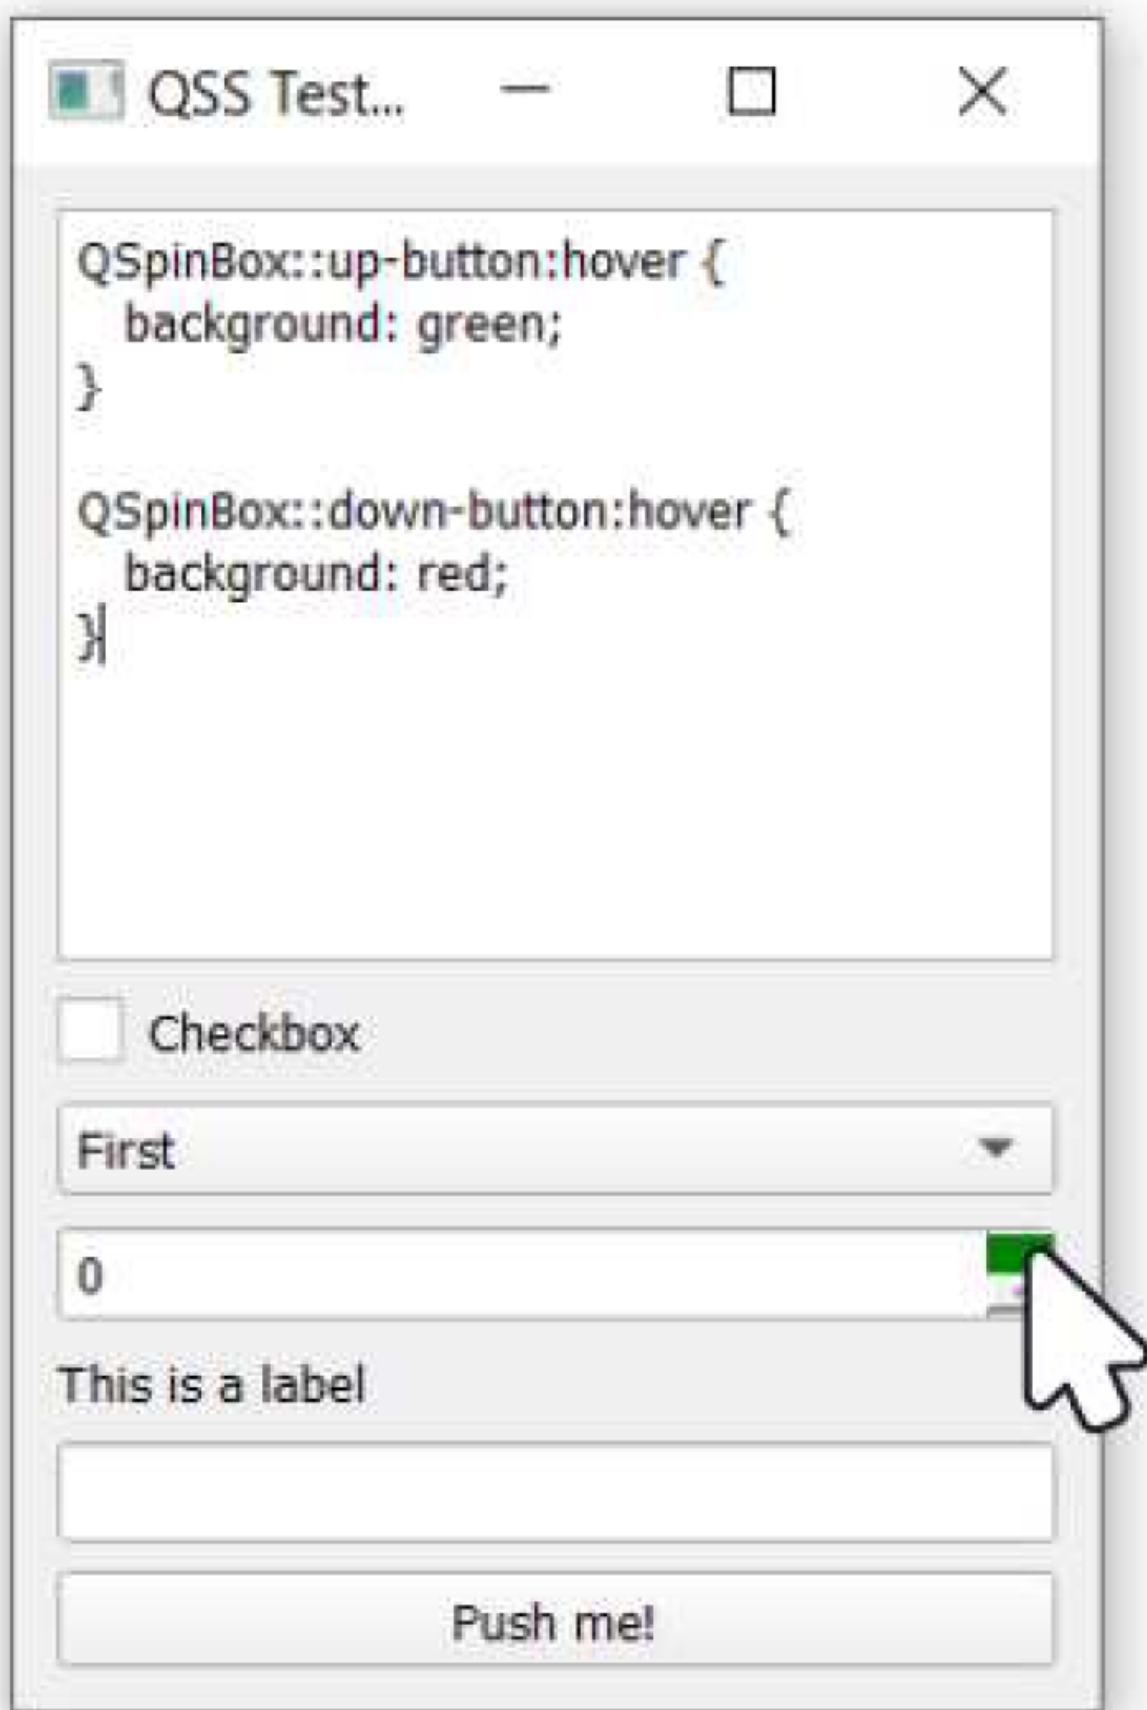 QSS Test...
QSpinBox::up-button:hover {
   background: green;
}

QSpinBox::down-button:hover {
   background: red;
}
Checkbox
First
0
This is a label
Push me!